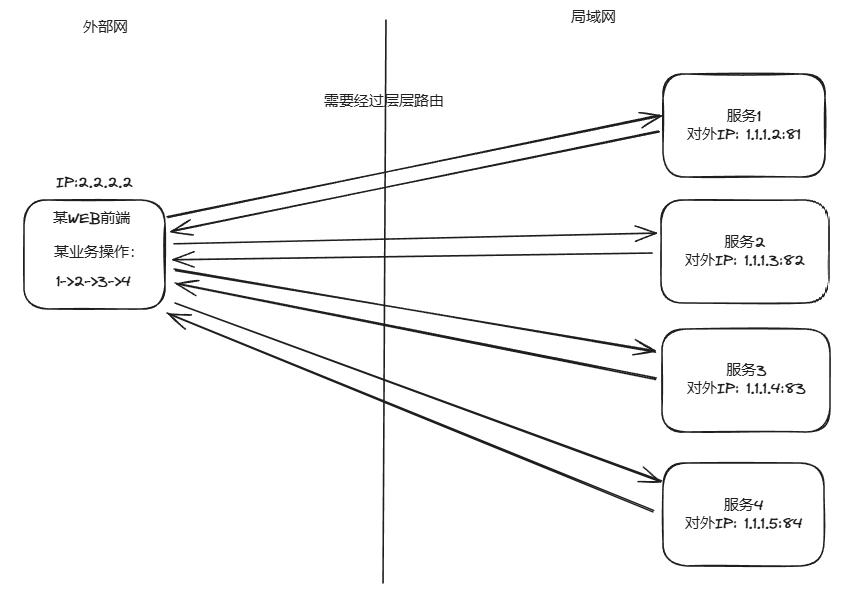 外部网
局域网
需要经过层层路由
IP:2.2.2.2
某WEB前端
某业务操作:
1->2->3->4
服务1
对外IP: 1.1.1.2:81
服务2
对外IP: 1.1.1.3:82
服务3
对外IP: 1.1.1.4:83
服务4
对外IP: 1.1.1.5:84